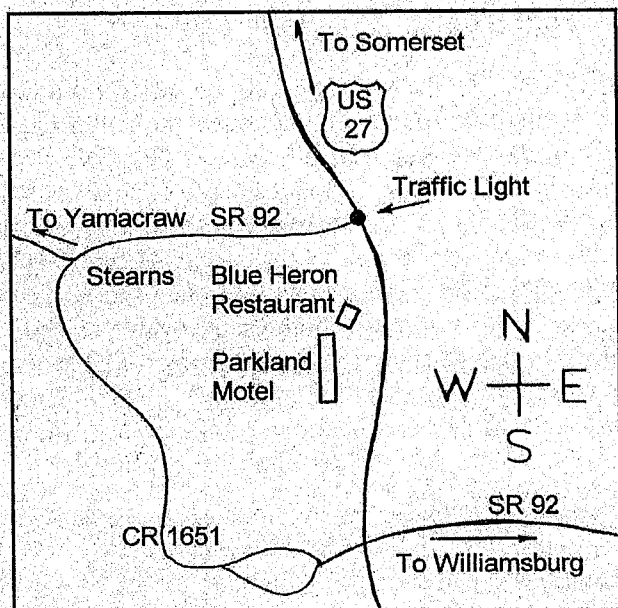 To Somerset
US
27
Traffic Light
To Yamacraw SR 92
Stearns
Blue Heron
Restaurant
Parkland
Motel
N
W E
S
SR 92
CR 1651
To Williamsburg